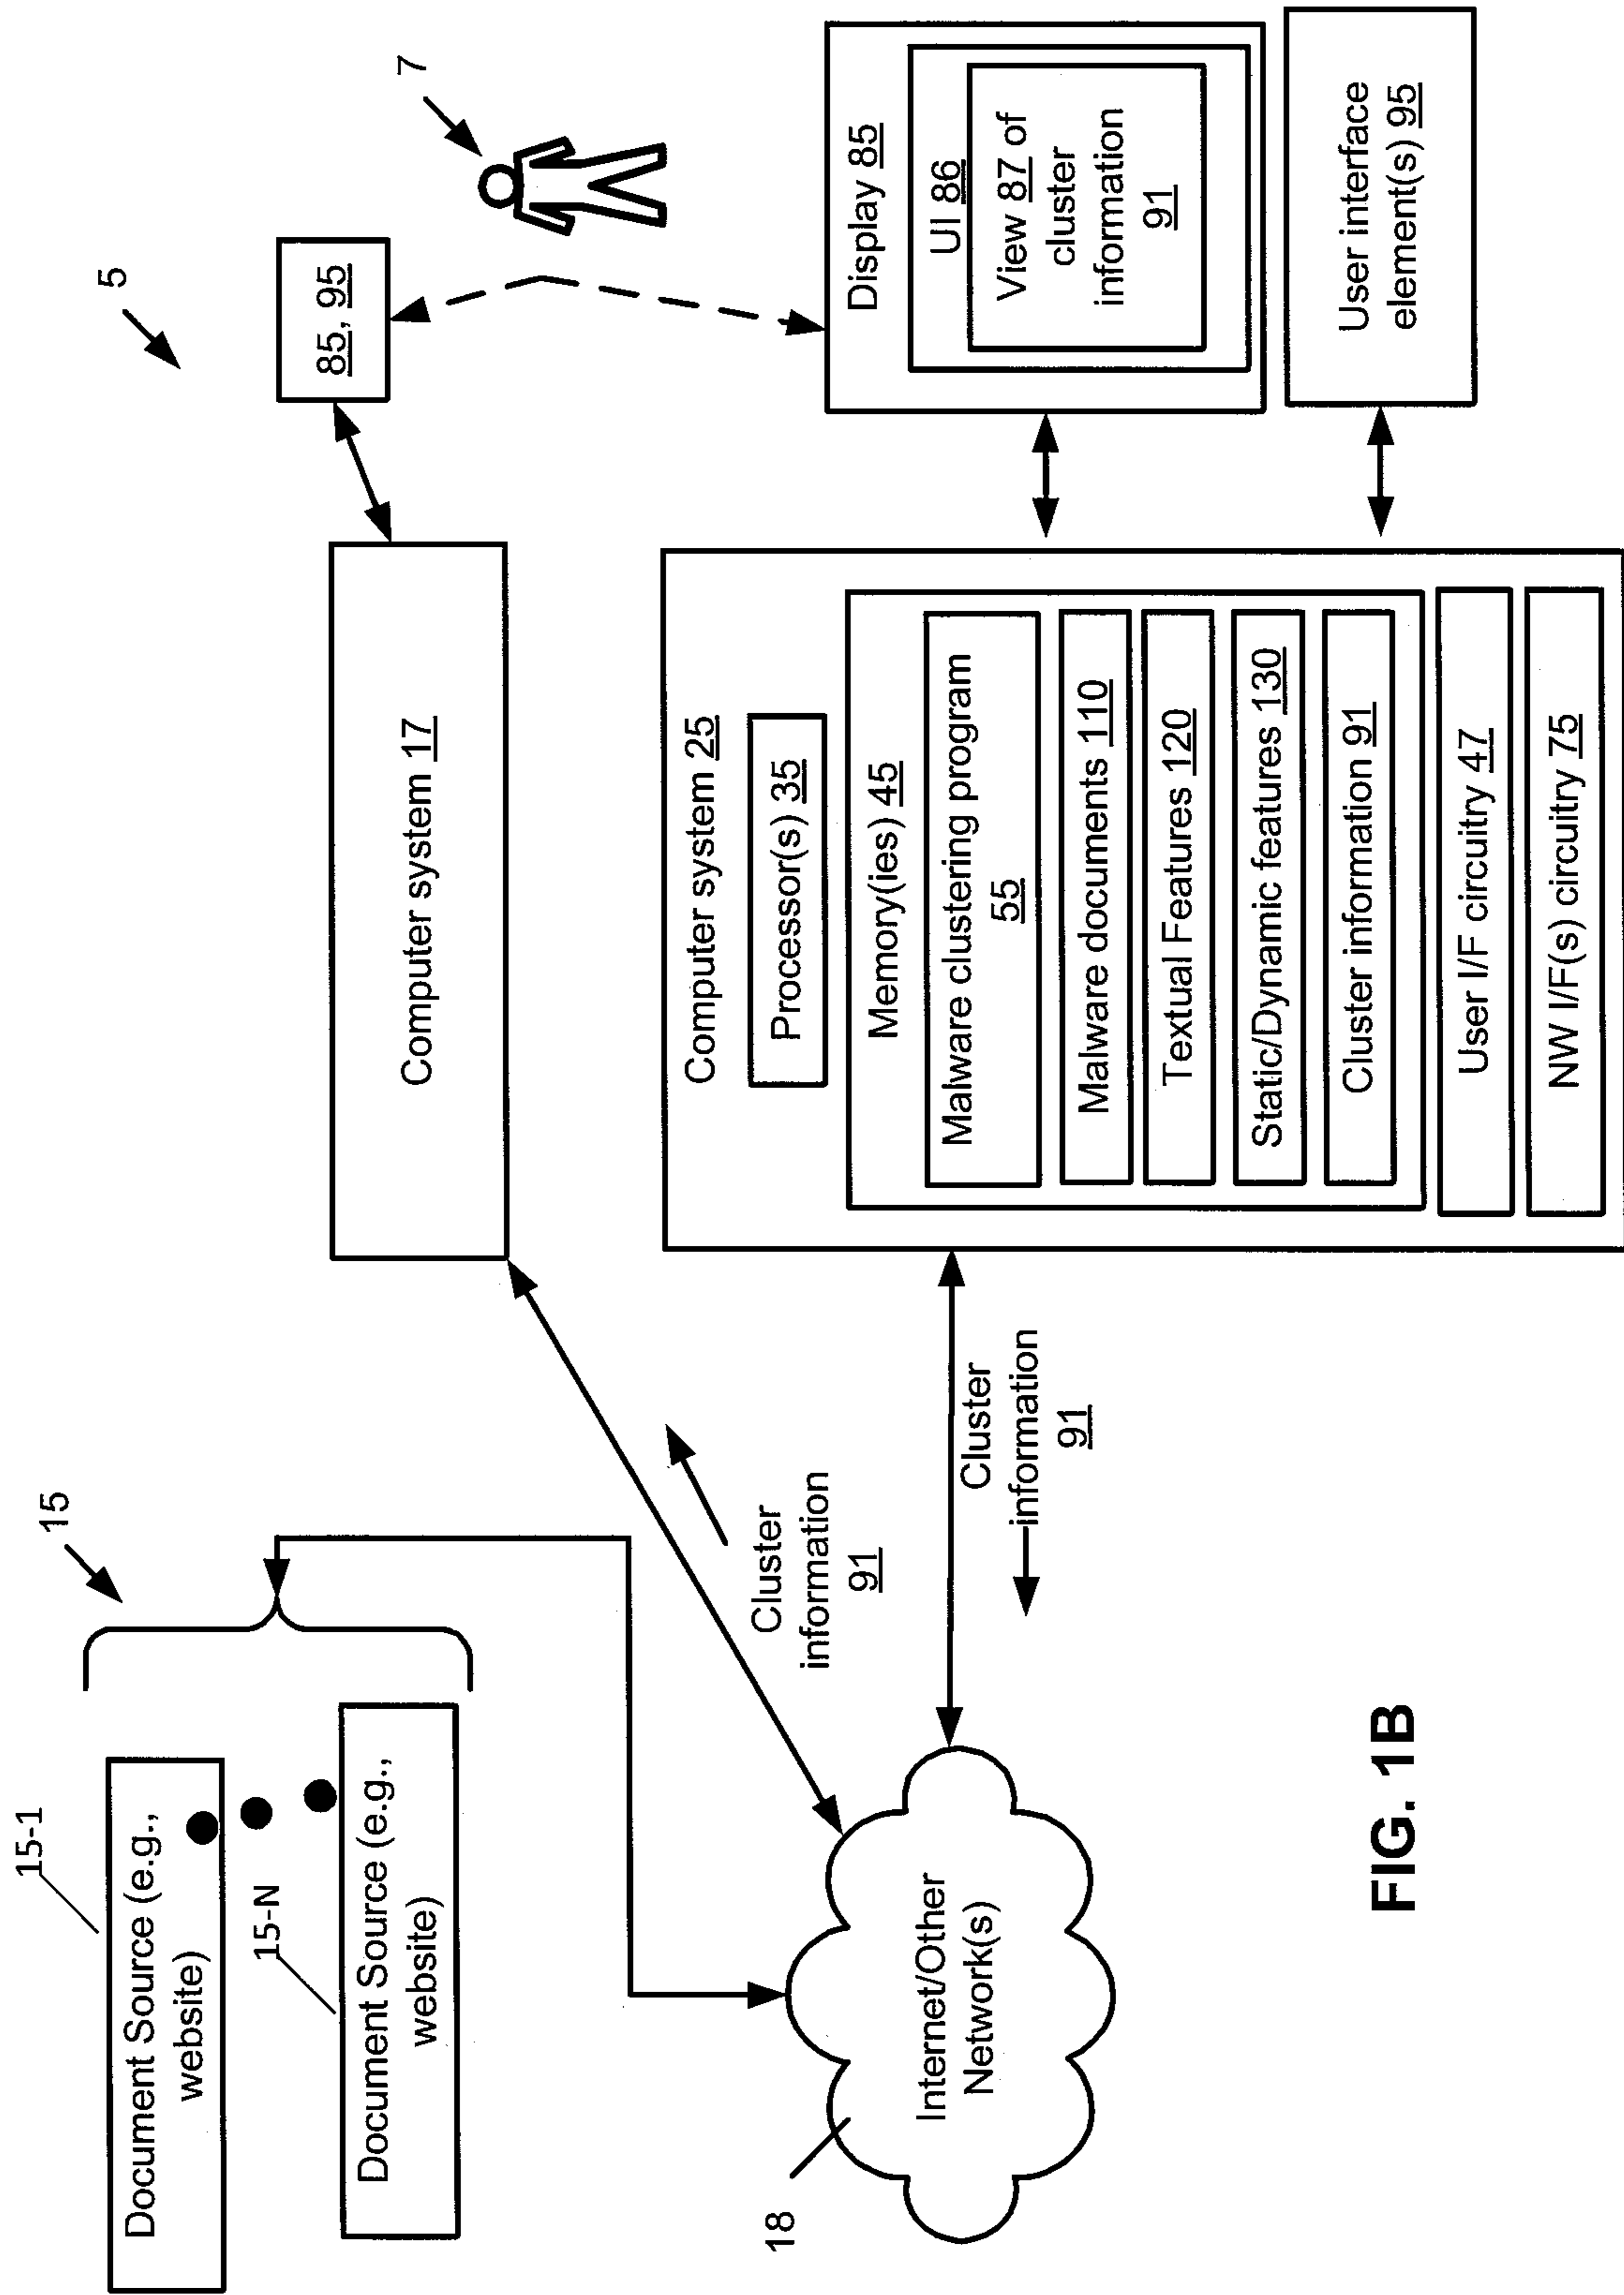 15-1
Document Source (e.g.,
website)
15-N
Document Source (e.g.,
website)
15
5
7
85, 95
Computer system 17
Cluster
information
91
18
Internet/Other
Network(s)
Cluster
information
91
Computer system 25
Processor(s) 35
Memory(ies) 45
Malware clustering program
55
Malware documents 110
Textual Features 120
Static/Dynamic features 130
Cluster information 91
User I/F circuitry 47
NW I/F(s) circuitry 75
Display 85
UI 86
View 87 of
cluster
information
91
User interface
element(s) 95
FIG. 1B